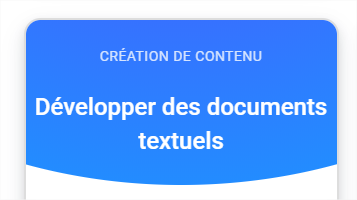 CRÉATION DE CONTENU
Développer des documents
textuels